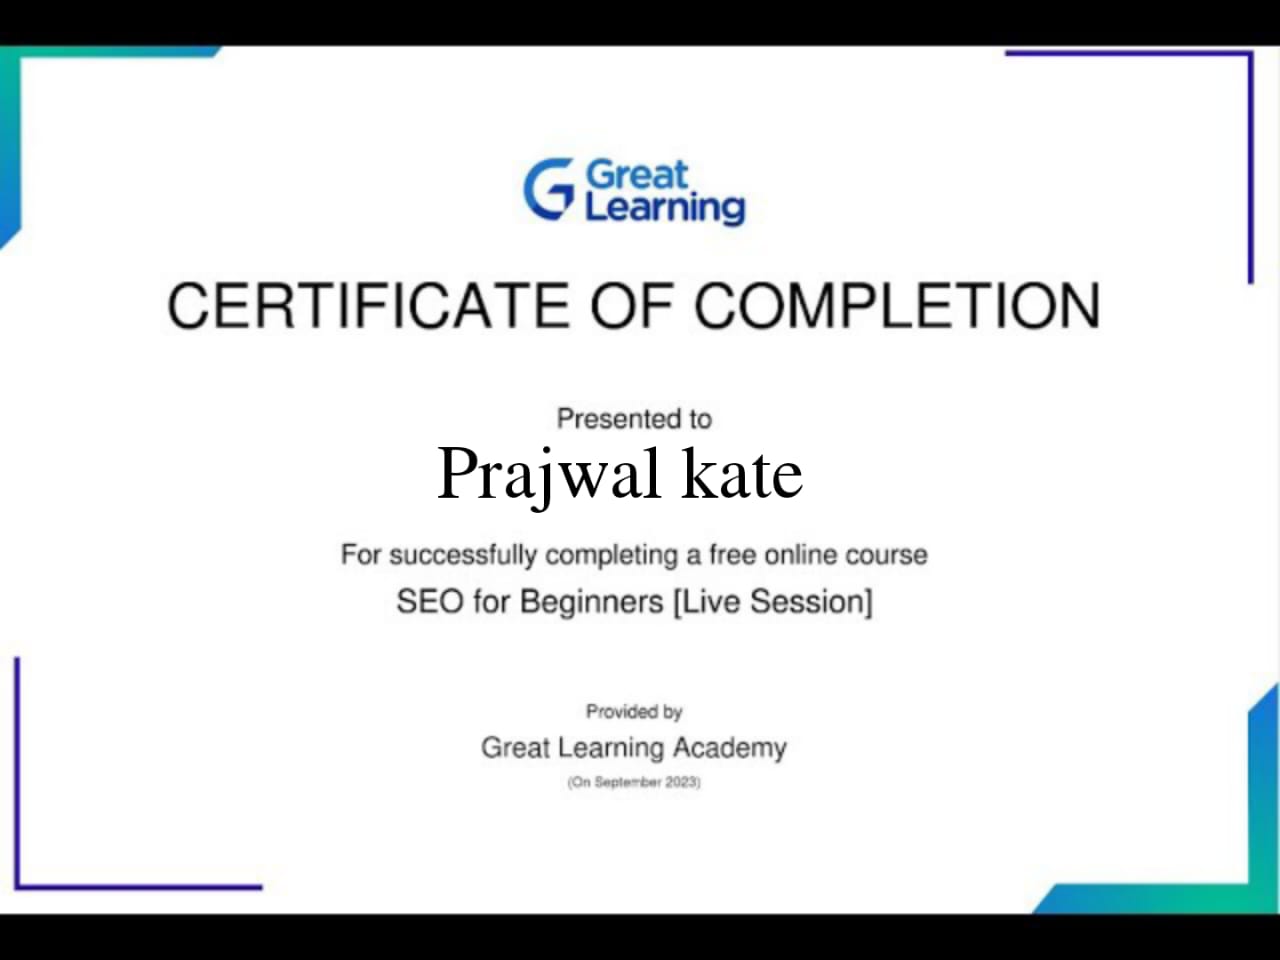 Great
Learning
CERTIFICATE OF COMPLETION
Presented to
Prajwal kate
For successfully completing a free online course
SEO for Beginners [Live Session]
Provided by
Great Learning Academy
(On September 2023)